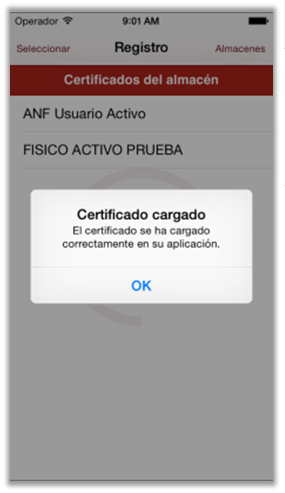 Operador 9:01 AM
Seleccionar Registro Almacenes
Certificados del almacén
ANF Usuario Activo
FISICO ACTIVO PRUEBA
Certificado cargado
El certificado se ha cargado
correctamente en su aplicación.
OK